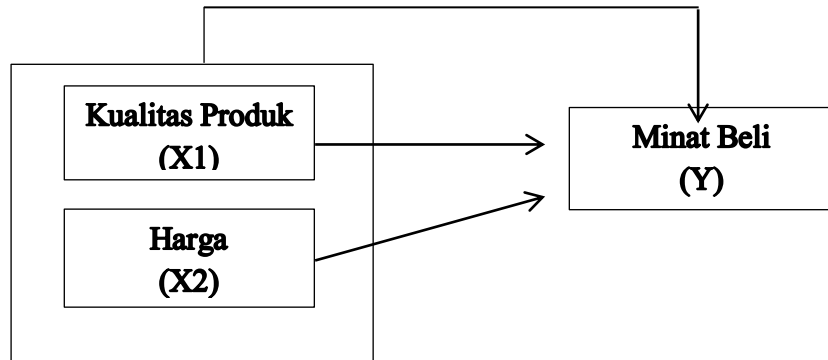 Kualitas Produk
(X1)
Minat Beli
(Y)
Harga
(X2)